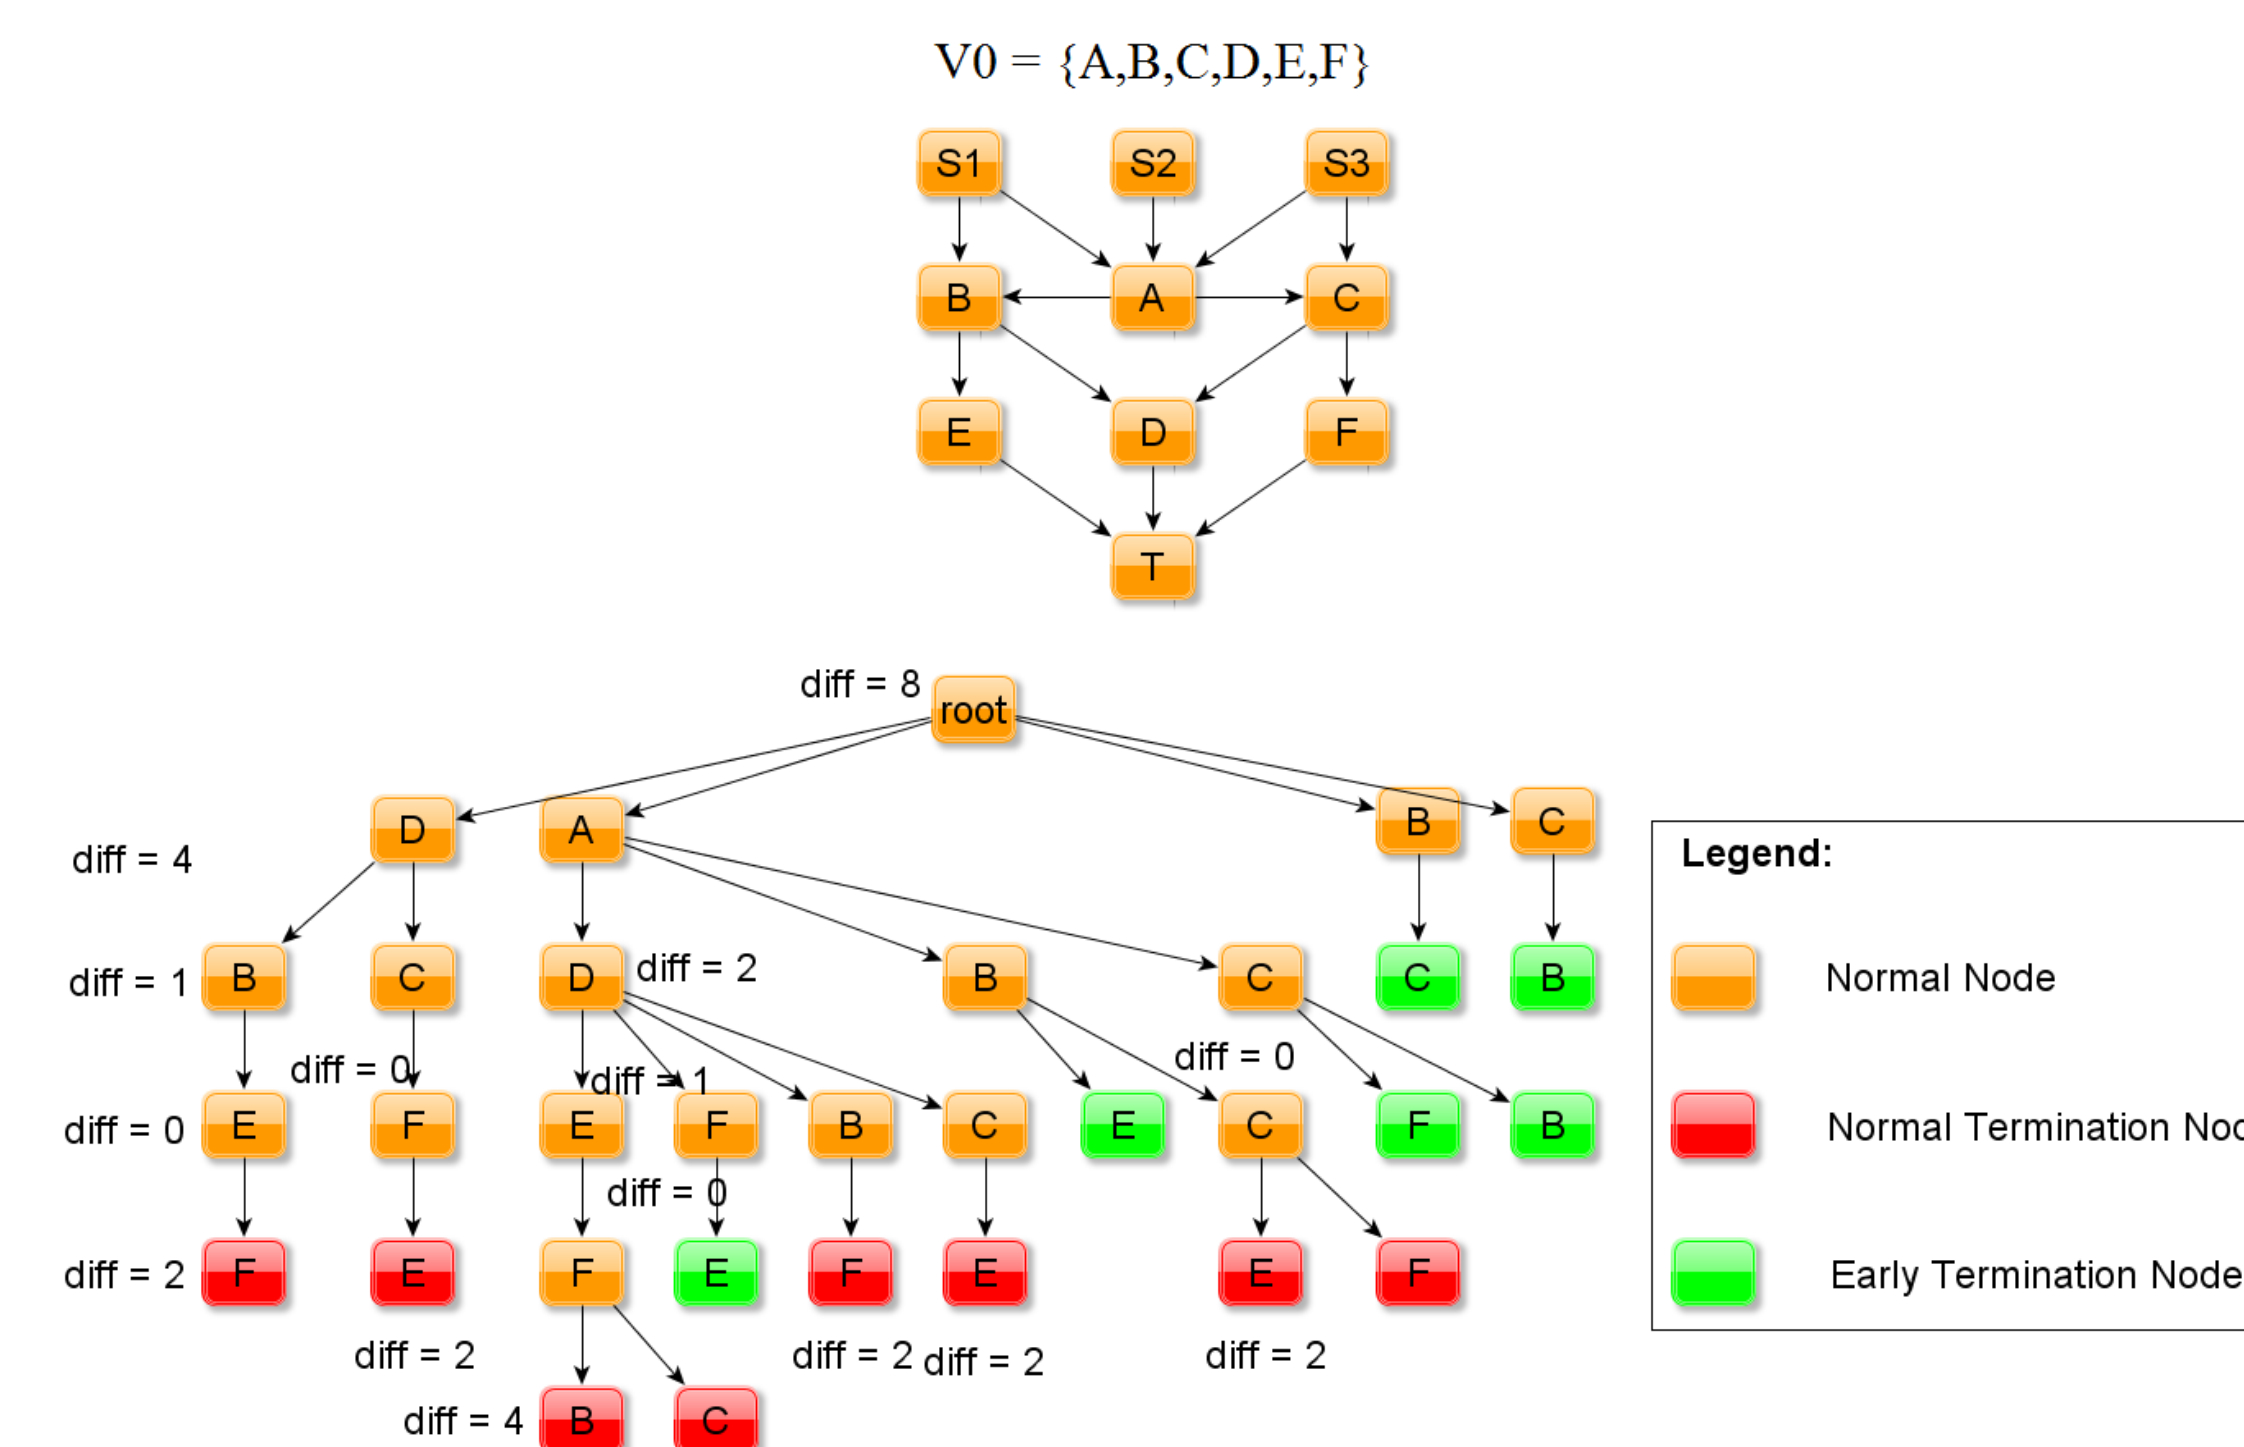 V0 = {A,B,C,D,E,F}
S1 S2 S3
B A C
E D F
T
diff = 8 root
D A B C
diff = 4
Legend:
diff = 1 B C D diff = 2 B C C B Normal Node
diff = 0 diff = 1 diff = 0
diff = 0 E F E F B C E C F B Normal Termination Noc
diff = 0
diff = 2 F E F E F E E F Early Termination Node
diff = 2 diff = 2 diff = 2 diff = 2
diff = 4 B C